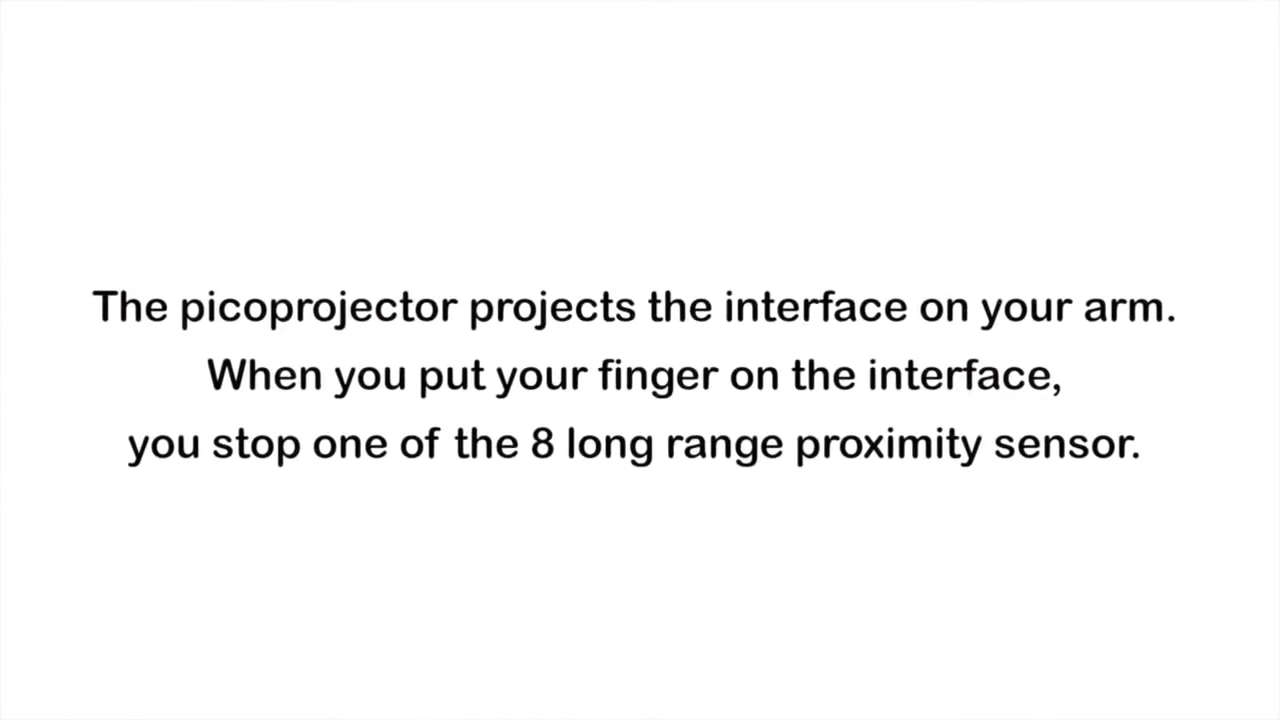 The picoprojector projects the interface on your arm.
When you put your finger on the interface,
you stop one of the 8 long range proximity sensor.